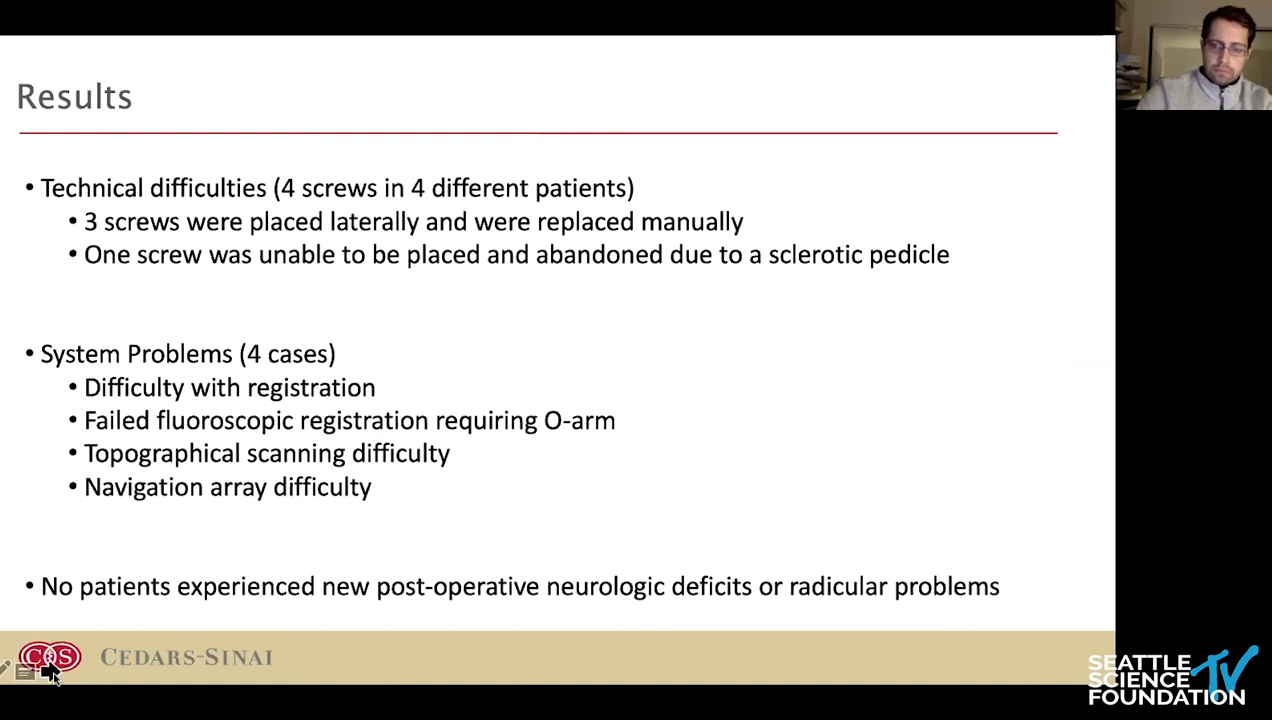 Results
• Technical difficulties (4 screws in 4 different patients)
• 3 screws were placed laterally and were replaced manually
• One screw was unable to be placed and abandoned due to a sclerotic pedicle
• System Problems (4 cases)
• Difficulty with registration
• Failed fluoroscopic registration requiring O-arm
• Topographical scanning difficulty
• Navigation array difficulty
• No patients experienced new post-operative neurologic deficits or radicular problems
CEDARS-SINAI
SEATTLE
SCIENCE
FOUNDATION
TV